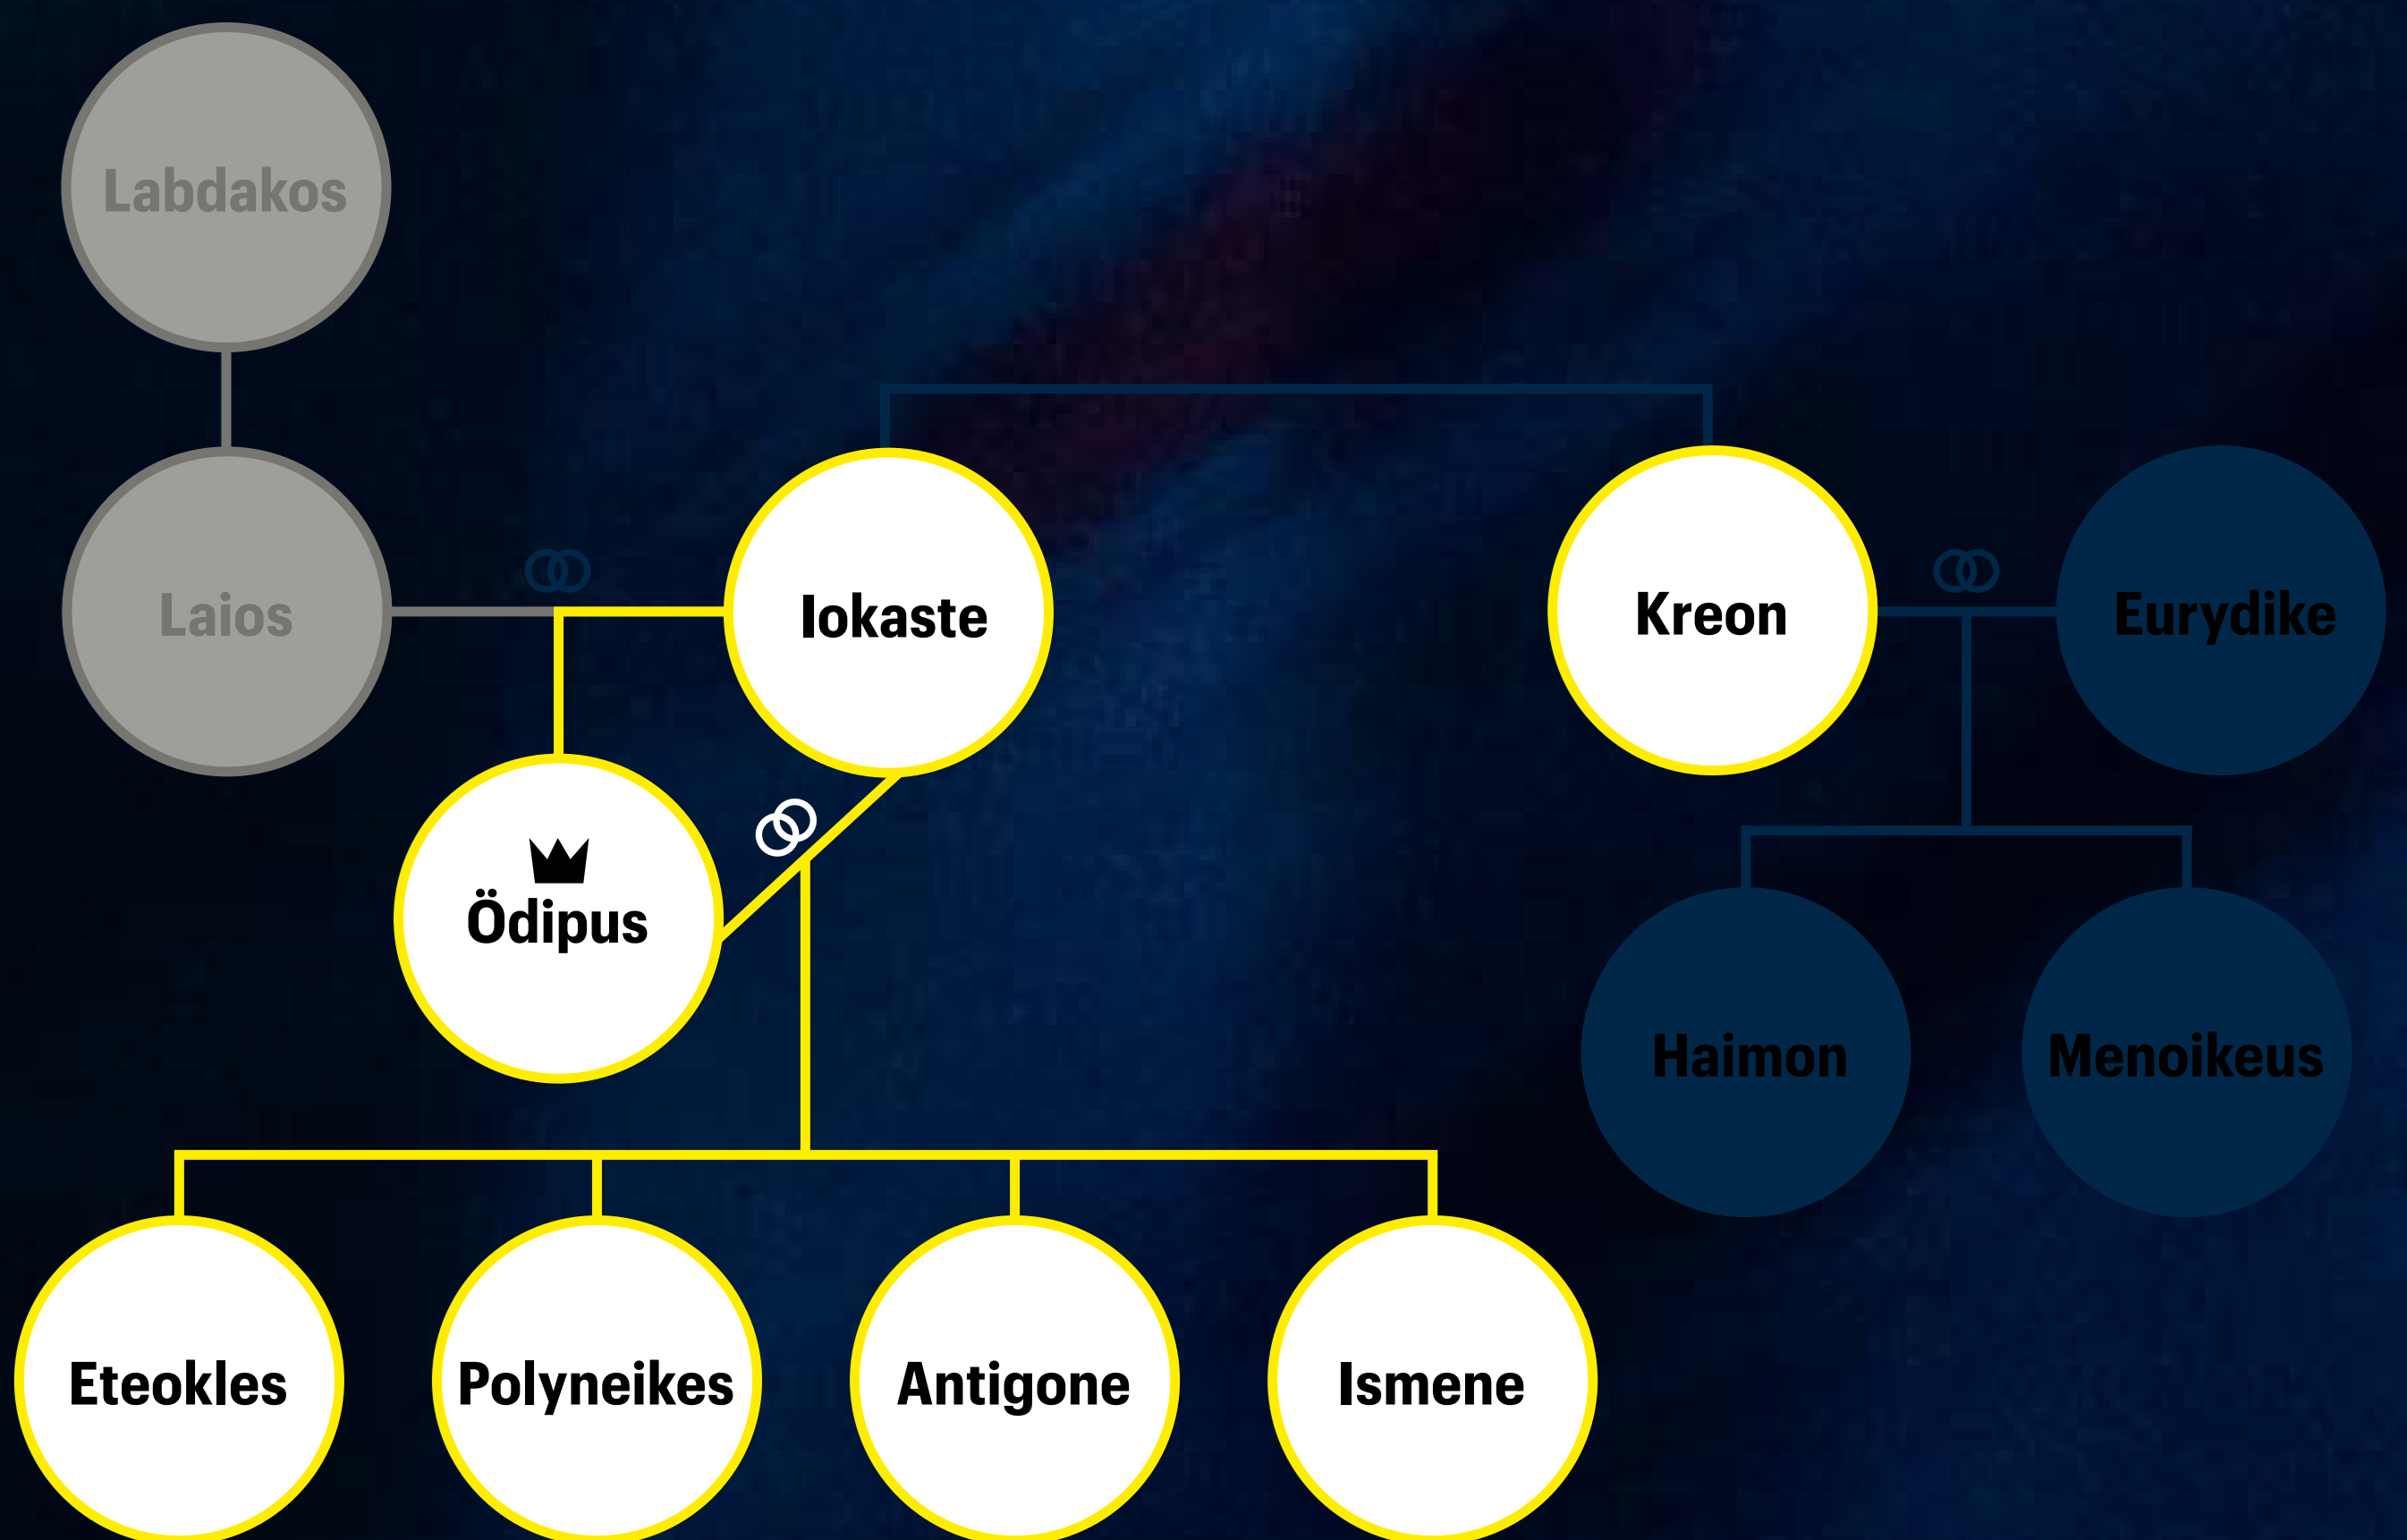 Labdakos
Laios
Iokaste
Kreon
Eurydike
Ödipus
Haimon
Menoikeus
Eteokles
Polyneikes
Antigone
Ismene